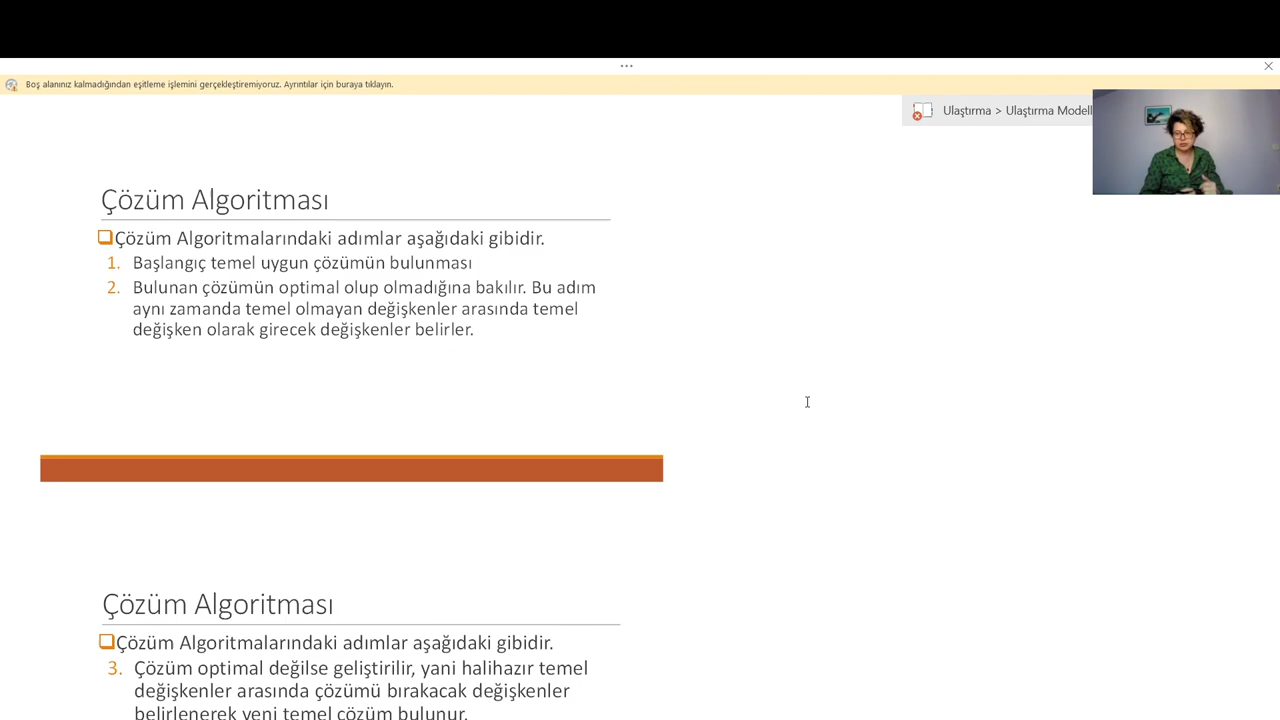 Boş alanınız kalmadığından eşitleme işlemini gerçekleştiremiyoruz. Ayrıntılar için buraya tıklayın.
Ulaştırma > Ulaştırma Modell
Çözüm Algoritması
Çözüm Algoritmalarındaki adımlar aşağıdaki gibidir.
1. Başlangıç temel uygun çözümün bulunması
2. Bulunan çözümün optimal olup olmadığına bakılır. Bu adım
aynı zamanda temel olmayan değişkenler arasında temel
değişken olarak girecek değişkenler belirler.
Çözüm Algoritması
Çözüm Algoritmalarındaki adımlar aşağıdaki gibidir.
3. Çözüm optimal değilse geliştirilir, yani halihazır temel
değişkenler arasında çözümü bırakacak değişkenler
belirlenerek yeni temel çözüm bulunur.